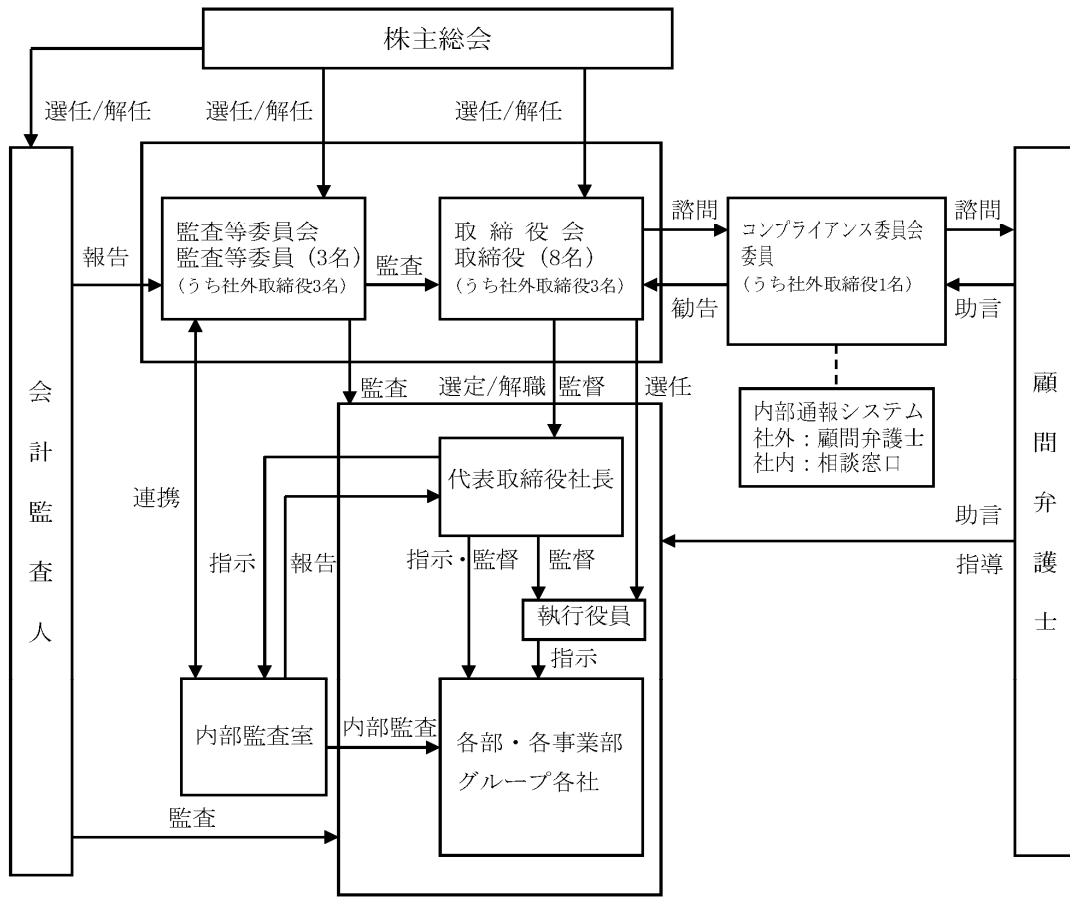 株主総会
選任/解任
選任/解任
選任/解任
監査等委員会
監査等委員(3名)
(うち社外取締役3名)
取締役会
取締役(8名)
(うち社外取締役3名)
コンプライアンス委員会
委員
(うち社外取締役1名)
諮問
諮問
報告
監査
勧告
助言
会計監査人
顧問弁護士
監査
選定/解職
監督
選任
内部通報システム
社外:顧問弁護士
社内:相談窓口
代表取締役社長
連携
指示
報告
指示・監督
監督
助言
指導
執行役員
指示
内部監査室
内部監査
各部・各事業部
グループ各社
監査